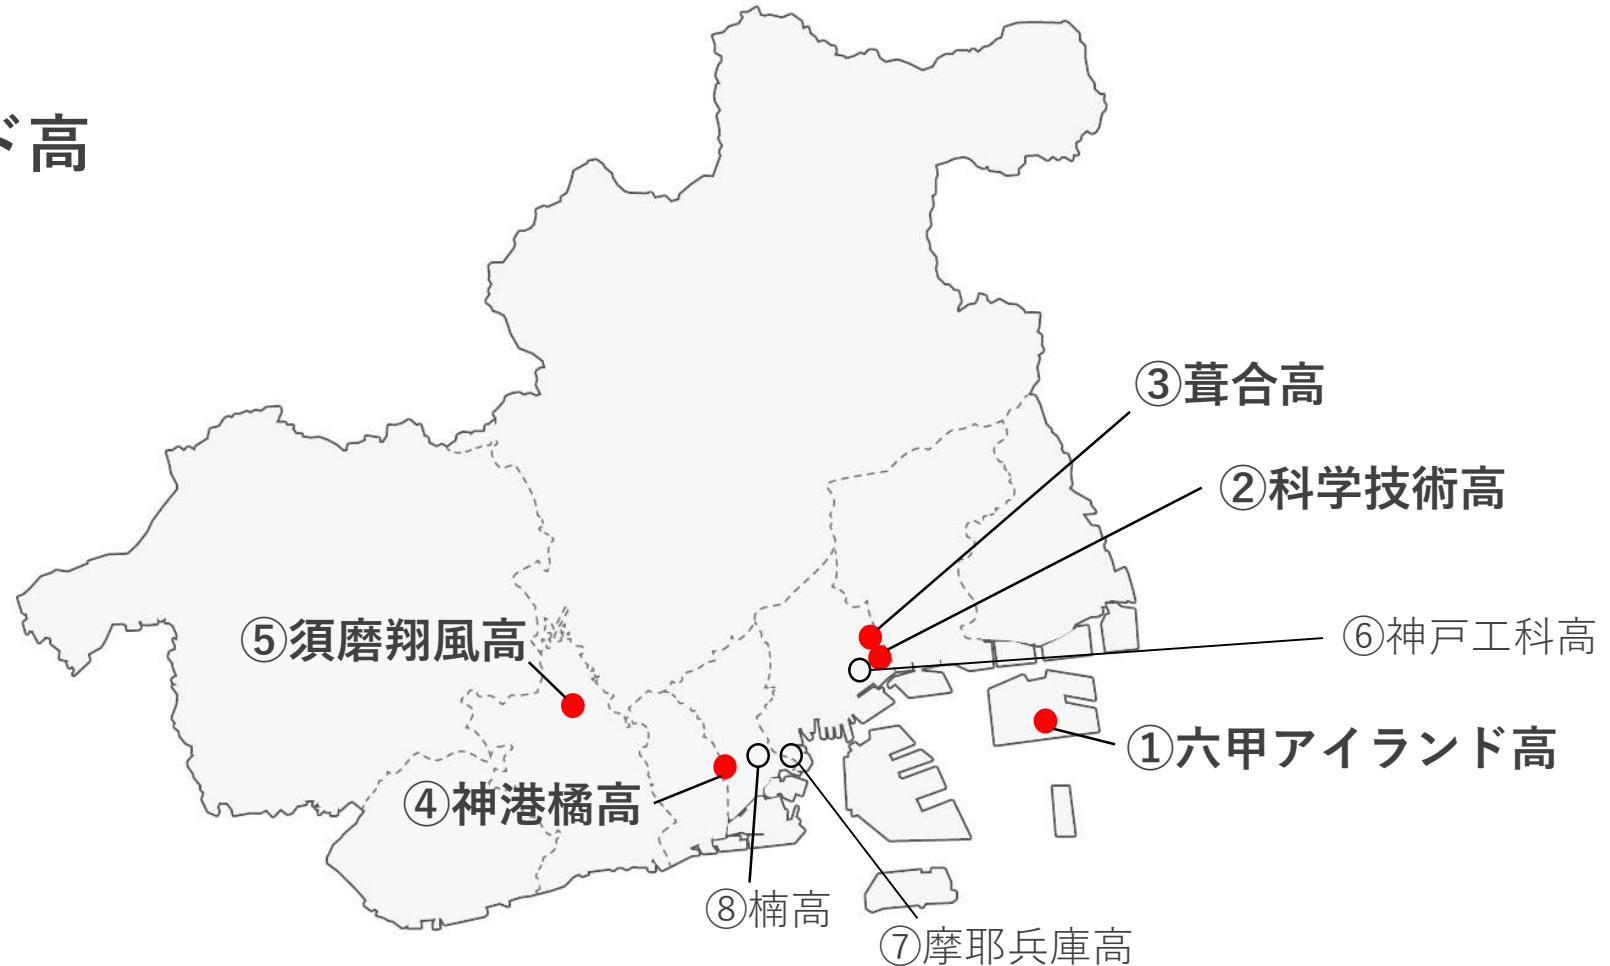 ド高
③葺合高
②科学技術高
⑤須磨翔風高
⑥神戸工科高
①六甲アイランド高
④神港橘高
⑧楠高
⑦摩耶兵庫高